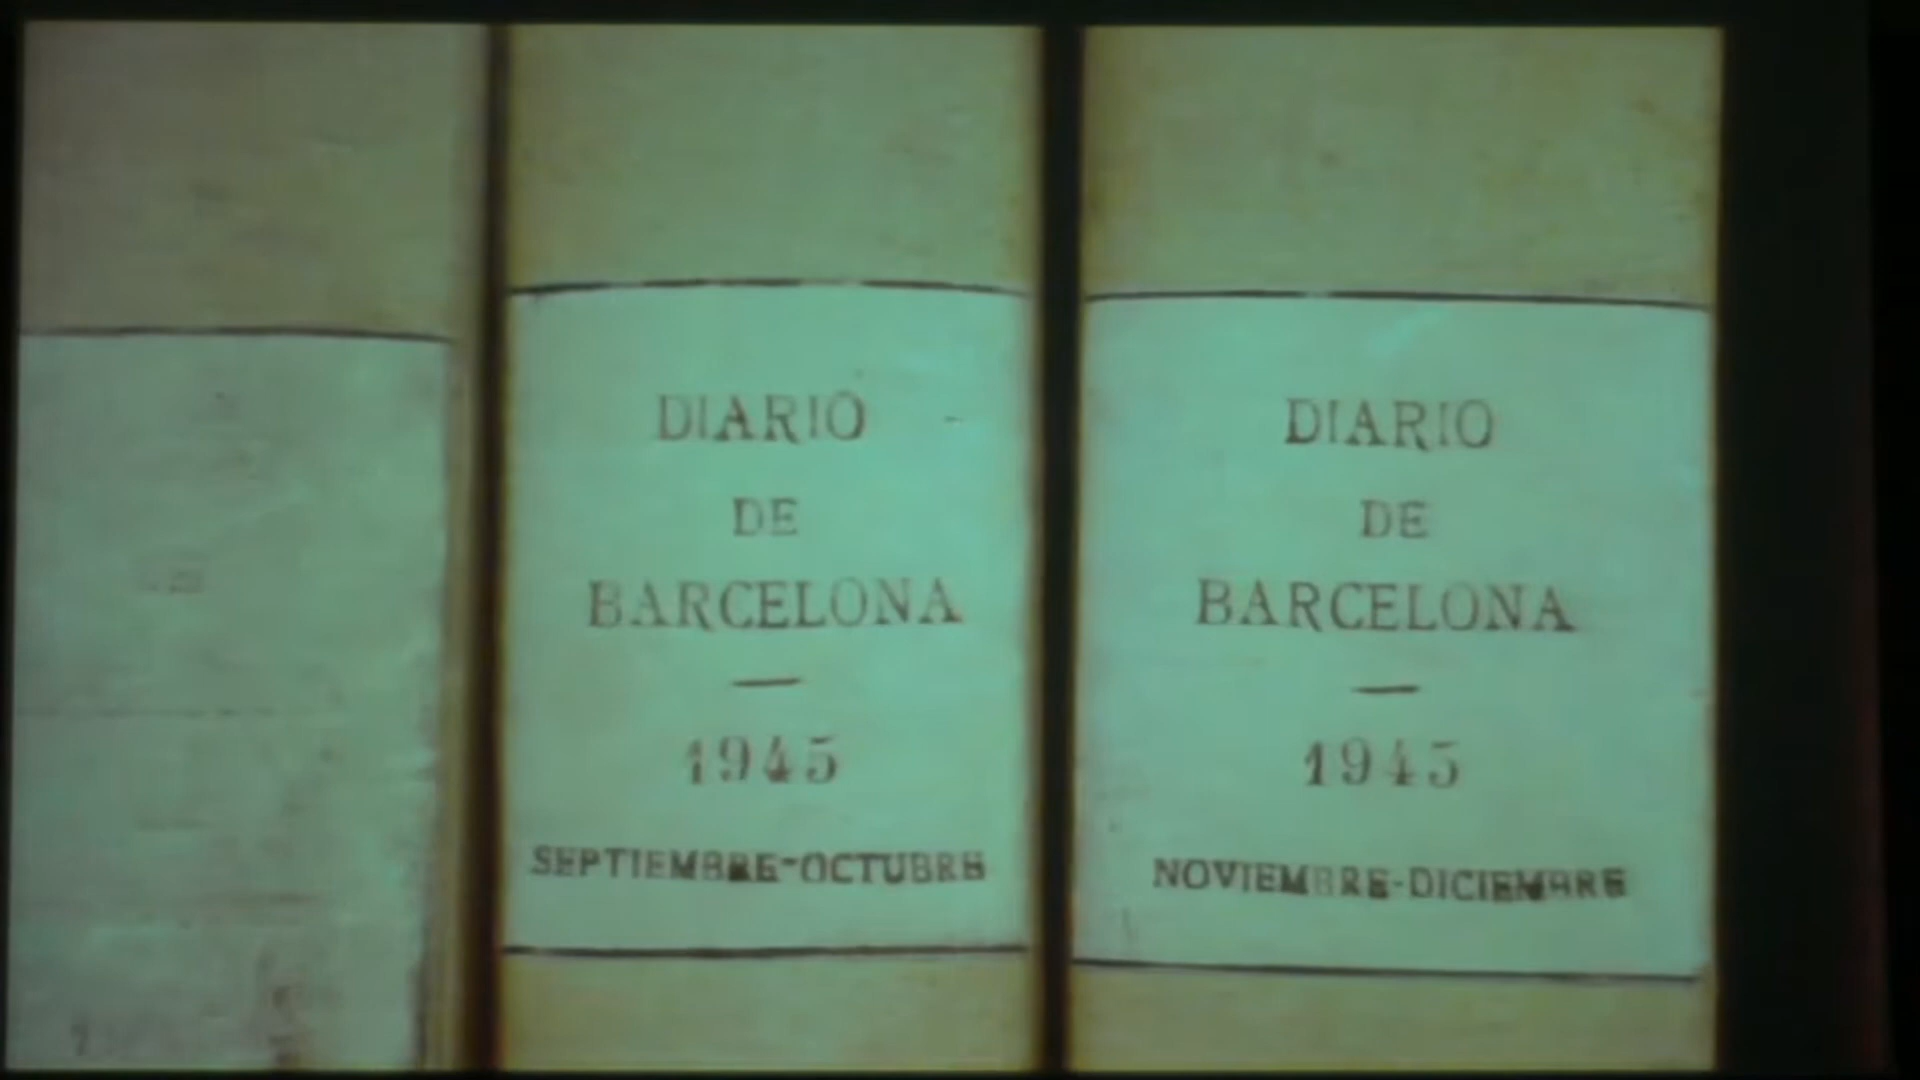 DIARIO
DE
BARCELONA
1945
SEPTIEMBRE-OCTUBRE
DIARIO
DE
BARCELONA
1945
NOVIEMBRE-DICIEMBRE